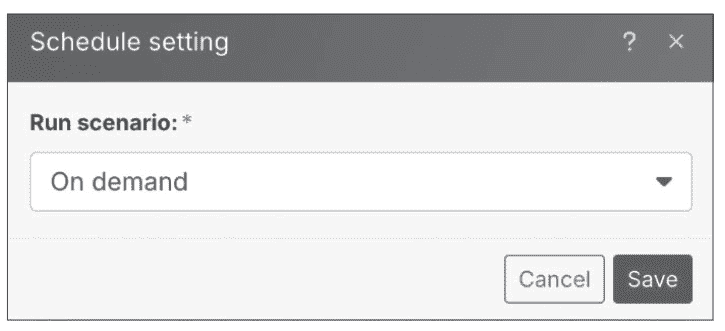 Schedule setting ? ×
Run scenario: *
On demand
Cancel Save